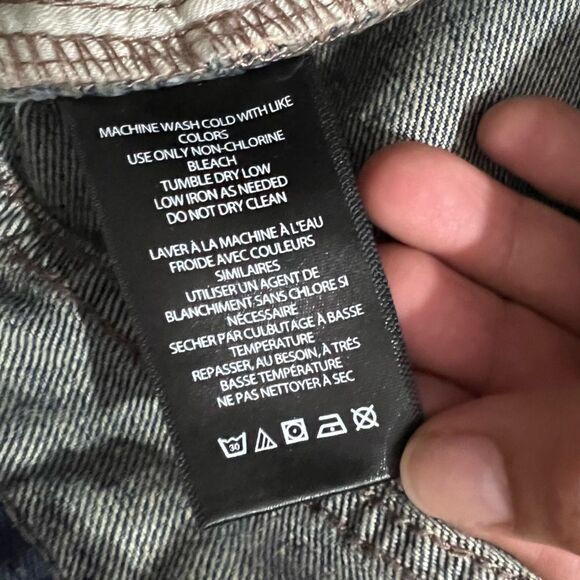 MACHINE WASH COLD WITH LIKE
COLORS
USE ONLY NON-CHLORINE
BLEACH
TUMBLE DRY LOW
LOW IRON AS NEEDED
DO NOT DRY CLEAN
LAVER À LA MACHINE À L'EAU
FROIDE AVEC COULEURS
SIMILAIRES
UTILISER UN AGENT DE
BLANCHIMENT SANS CHLORE SI
NÉCESSAIRE
SECHER PAR CULBUTAGE À BASSE
TEMPERATURE
REPASSER, AU BESOIN, À TRÉS
BASSE TEMPÉRATURE
NE PAS NETTOYER À SEC
30